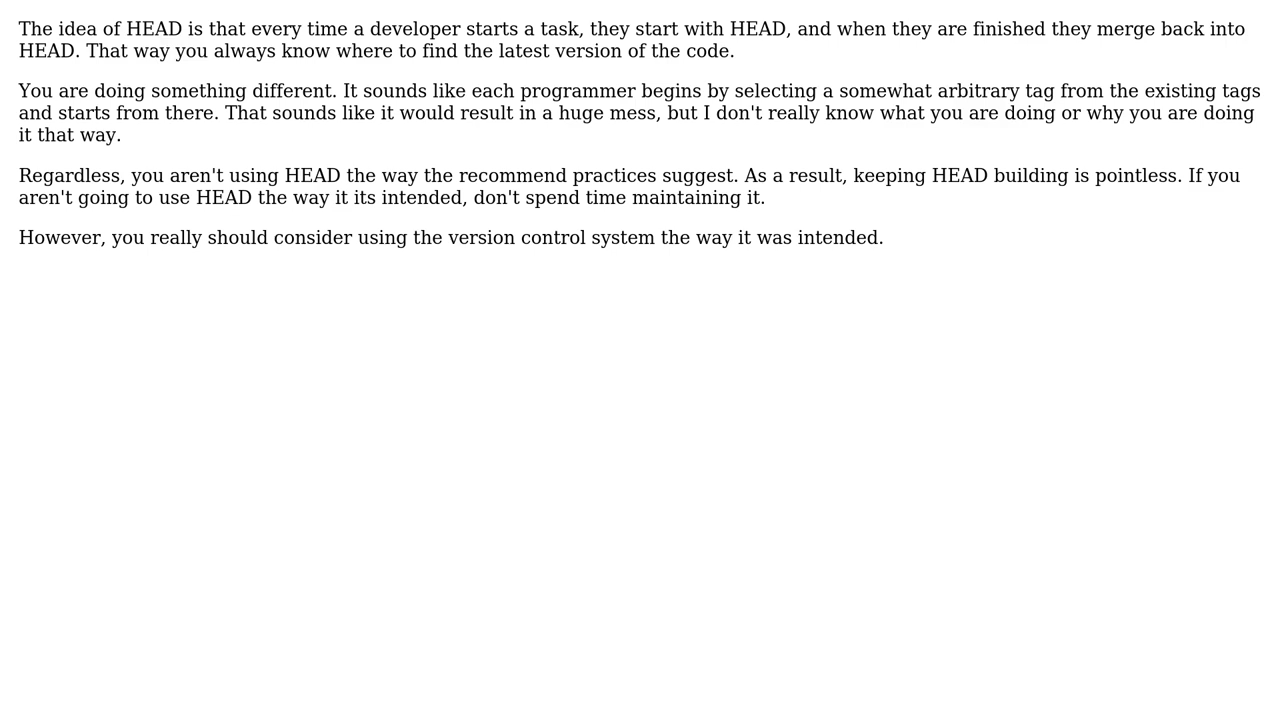 The idea of HEAD is that every time a developer starts a task, they start with HEAD, and when they are finished they merge back into
HEAD. That way you always know where to find the latest version of the code.
You are doing something different. It sounds like each programmer begins by selecting a somewhat arbitrary tag from the existing tags
and starts from there. That sounds like it would result in a huge mess, but I don't really know what you are doing or why you are doing
it that way.
Regardless, you aren't using HEAD the way the recommend practices suggest. As a result, keeping HEAD building is pointless. If you
aren't going to use HEAD the way it its intended, don't spend time maintaining it.
However, you really should consider using the version control system the way it was intended.